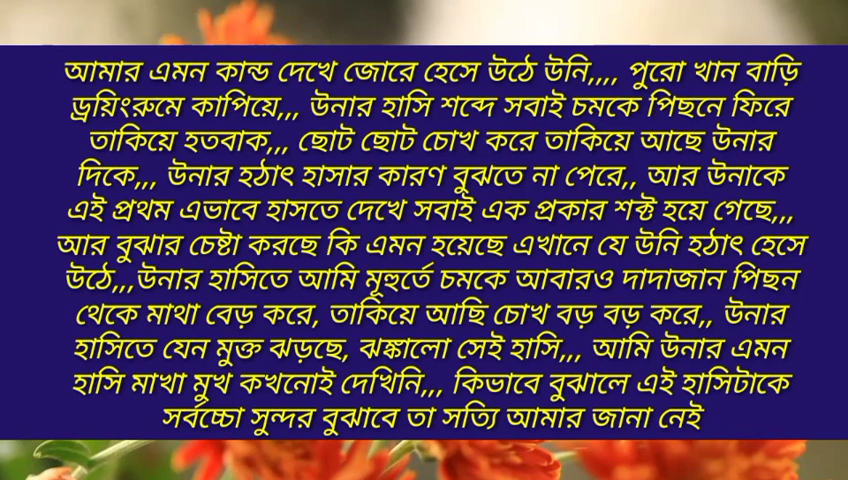 আমার এমন কান্ড দেখে জোরে হেসে উঠে উনি,,,, পুরো খান বাড়ি
ড্রয়িংরুমে কাপিয়ে,,, উনার হাসি শব্দে সবাই চমকে পিছনে ফিরে
তাকিয়ে হতবাক,,, ছোট ছোট চোখ করে তাকিয়ে আছে উনার
দিকে,,, উনার হঠাৎ হাসার কারণ বুঝতে না পেরে,, আর উনাকে
এই প্রথম এভাবে হাসতে দেখে সবাই এক প্রকার শক্ট হয়ে গেছে,,,
আর বুঝার চেষ্টা করছে কি এমন হয়েছে এখানে যে উনি হঠাৎ হেসে
উঠে,,,উনার হাসিতে আমি মূহুর্তে চমকে আবারও দাদাজান পিছন
থেকে মাথা বেড় করে, তাকিয়ে আছি চোখ বড় বড় করে,, উনার
হাসিতে যেন মুক্ত ঝড়ছে, ঝঙ্কালো সেই হাসি,,, আমি উনার এমন
হাসি মাখা মুখ কখনোই দেখিনি,,, কিভাবে বুঝালে এই হাসিটাকে
সর্বচ্চো সুন্দর বুঝাবে তা সত্যি আমার জানা নেই